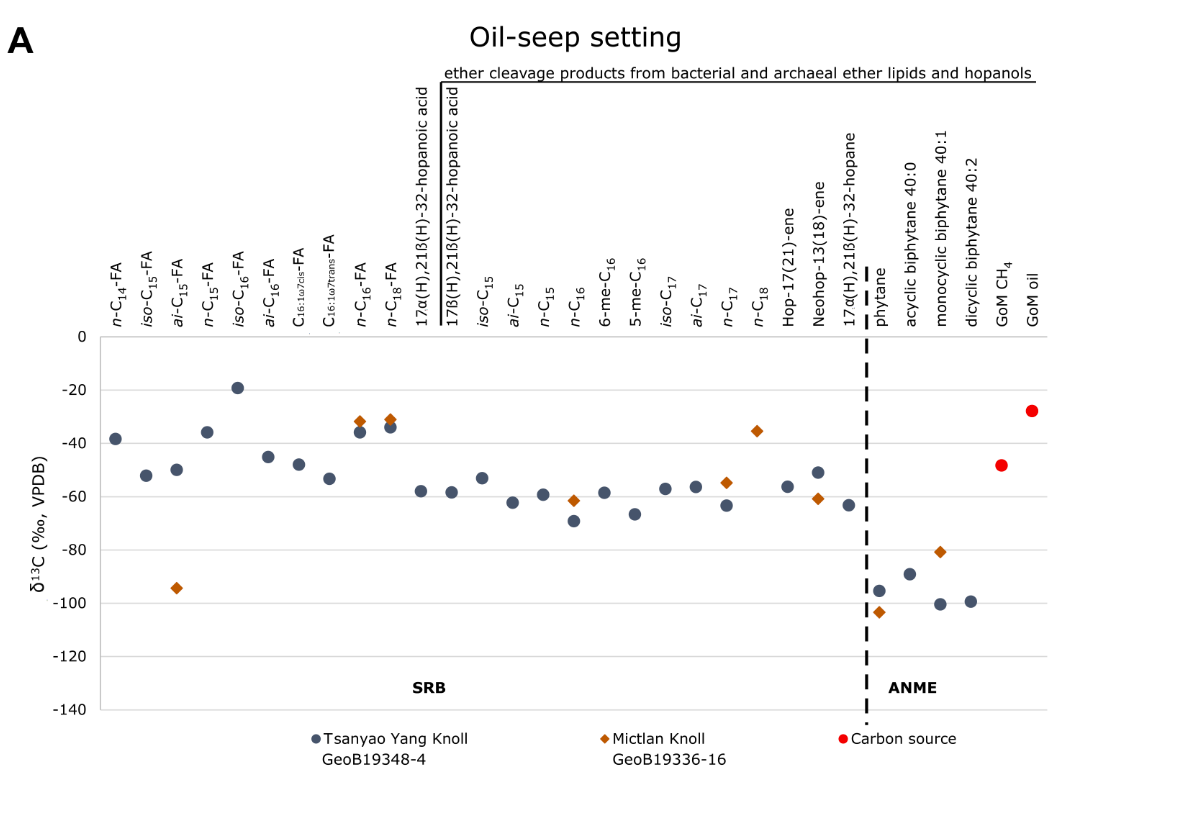 A
Oil-seep setting
ether cleavage products from bacterial and archaeal ether lipids and hopanols
n-C14-FA
iso-C15-FA
ai-C15-FA
n-C15-FA
iso-C16-FA
ai-C16-FA
C16:1ω7cis-FA
C16:1ω7trans-FA
n-C16-FA
n-C18-FA
17α(H),21ß(H)-32-hopanoic acid
17ß(H),21ß(H)-32-hopanoic acid
iso-C15
ai-C15
n-C15
n-C16
6-me-C16
5-me-C16
iso-C17
ai-C17
n-C17
n-C18
Hop-17(21)-ene
Neohop-13(18)-ene
17α(H),21ß(H)-32-hopane
phytane
acyclic biphytane 40:0
monocyclic biphytane 40:1
dicyclic biphytane 40:2
GoM CH4
GoM oil
δ13C (‰, VPDB)
0
-20
-40
-60
-80
-100
-120
-140
SRB
ANME
Tsanyao Yang Knoll
GeoB19348-4
Mictlan Knoll
GeoB19336-16
Carbon source